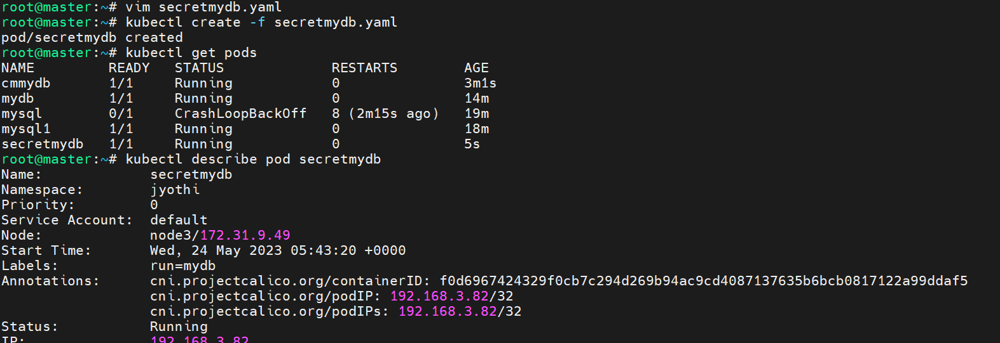 root@master:~# vim secretmydb.yaml
root@master:~# kubectl create -f secretmydb.yaml
pod/secretmydb created
root@master:~# kubectl get pods
NAME         READY   STATUS             RESTARTS        AGE
cmmydb       1/1     Running            0               3m1s
mydb         1/1     Running            0               14m
mysql        0/1     CrashLoopBackOff   8 (2m15s ago)   19m
mysql1       1/1     Running            0               18m
secretmydb   1/1     Running            0               5s
root@master:~# kubectl describe pod secretmydb
Name:             secretmydb
Namespace:        jyothi
Priority:         0
Service Account:  default
Node:             node3/172.31.9.49
Start Time:       Wed, 24 May 2023 05:43:20 +0000
Labels:           run=mydb
Annotations:      cni.projectcalico.org/containerID: f0d6967424329f0cb7c294d269b94ac9cd4087137635b6bcb0817122a99ddaf5
                  cni.projectcalico.org/podIP: 192.168.3.82/32
                  cni.projectcalico.org/podIPs: 192.168.3.82/32
Status:           Running
IP:               192.168.3.82